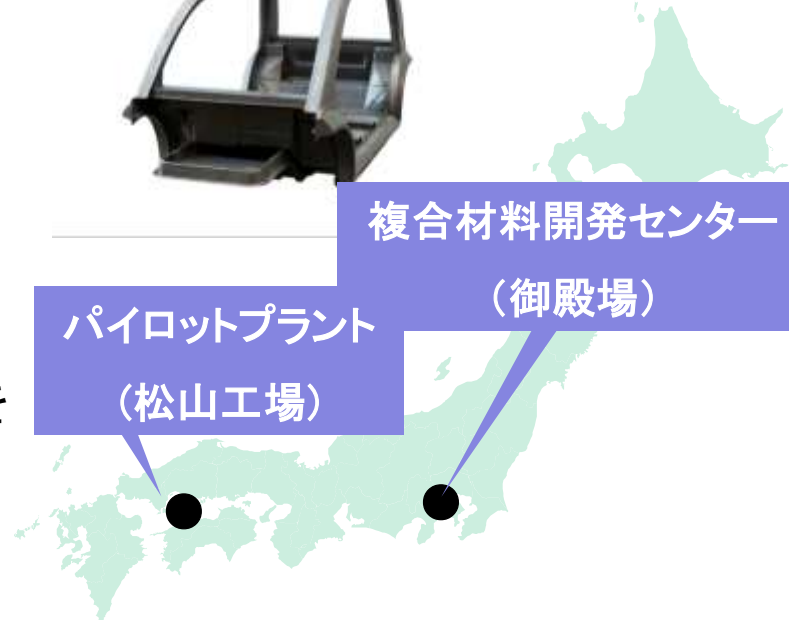 複合材料開発センター
（御殿場）
パイロットプラント
（松山工場）
を